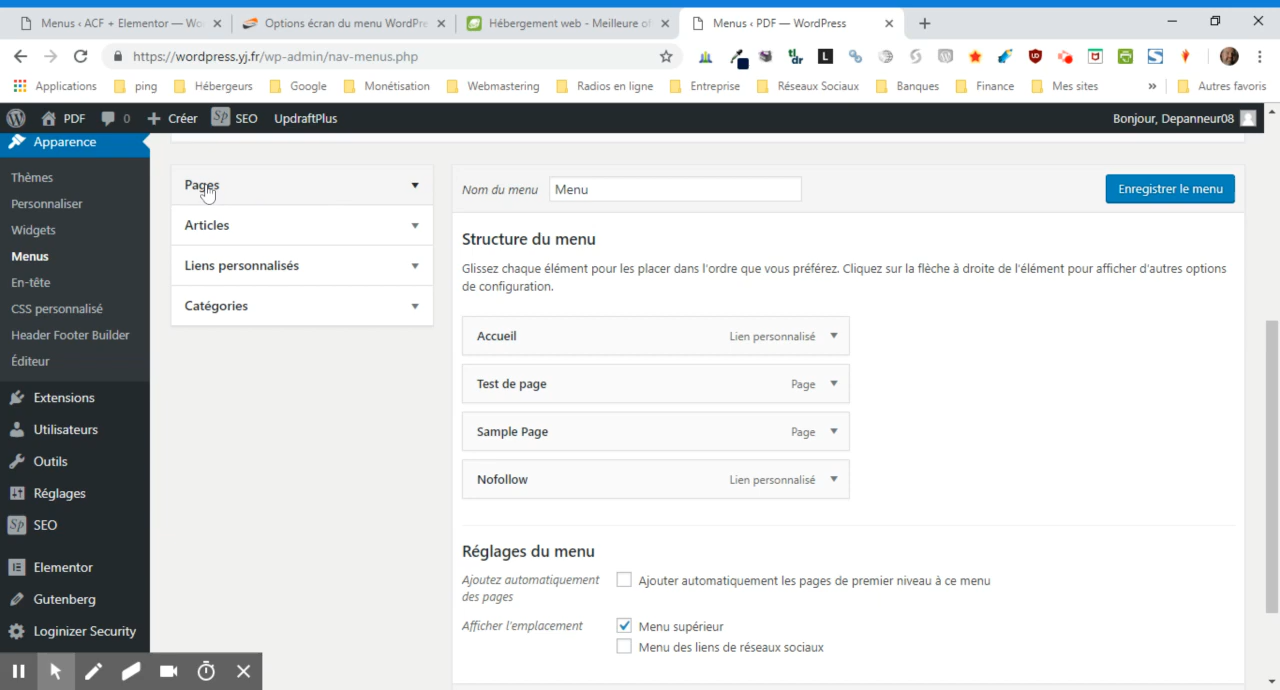 Menus ‹ ACF + Elementor — Wo
Options écran du menu WordPre
Hébergement web - Meilleure of
Menus ‹ PDF — WordPress
https://wordpress.yj.fr/wp-admin/nav-menus.php
tl;dr
L
UD
S
Applications
ping
Hébergeurs
Google
Monétisation
Webmastering
Radios en ligne
Entreprise
Réseaux Sociaux
Banques
Finance
Mes sites
»
Autres favoris
PDF
0
Créer
SEO
UpdraftPlus
Bonjour, Depanneur08
Apparence
Thèmes
Personnaliser
Widgets
Menus
En-tête
CSS personnalisé
Header Footer Builder
Éditeur
Extensions
Utilisateurs
Outils
Réglages
SEO
Elementor
Gutenberg
Loginizer Security
Pages
Articles
Liens personnalisés
Catégories
Nom du menu
Menu
Enregistrer le menu
Structure du menu
Glissez chaque élément pour les placer dans l'ordre que vous préférez. Cliquez sur la flèche à droite de l'élément pour afficher d'autres options
de configuration.
Accueil Lien personnalisé
Test de page Page
Sample Page Page
Nofollow Lien personnalisé
Réglages du menu
Ajoutez automatiquement
des pages
Ajouter automatiquement les pages de premier niveau à ce menu
Afficher l'emplacement
Menu supérieur
Menu des liens de réseaux sociaux